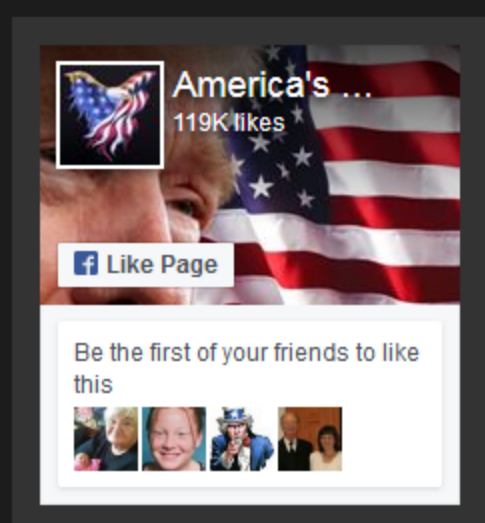 America's ...
119K likes
Like Page
Be the first of your friends to like
this